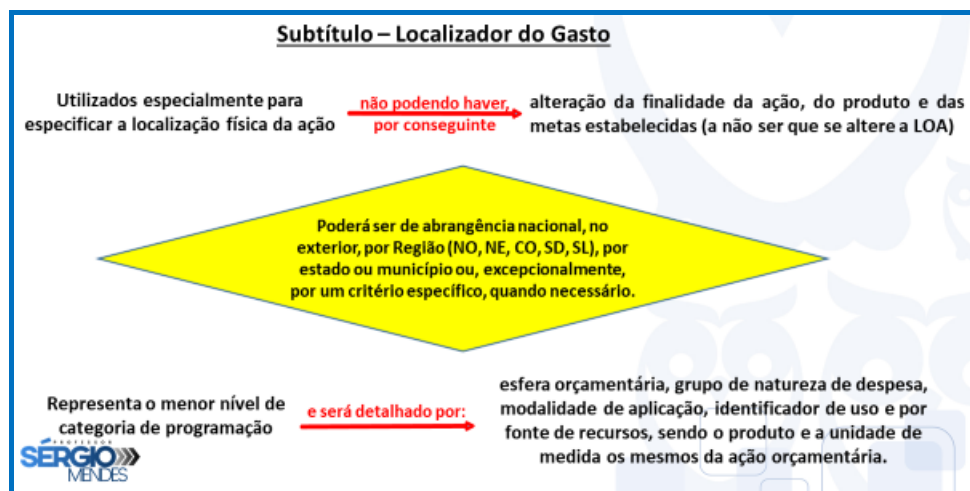 Subtítulo – Localizador do Gasto
Utilizados especialmente para
especificar a localização física da ação
não podendo haver,
por conseguinte
alteração da finalidade da ação, do produto e das
metas estabelecidas (a não ser que se altere a LOA)
Poderá ser de abrangência nacional, no
exterior, por Região (NO, NE, CO, SD, SL), por
estado ou município ou, excepcionalmente,
por um critério específico, quando necessário.
Representa o menor nível de
categoria de programação
e será detalhado por:
esfera orçamentária, grupo de natureza de despesa,
modalidade de aplicação, identificador de uso e por
fonte de recursos, sendo o produto e a unidade de
medida os mesmos da ação orçamentária.
PROFESSOR
SÉRGIO
MENDES